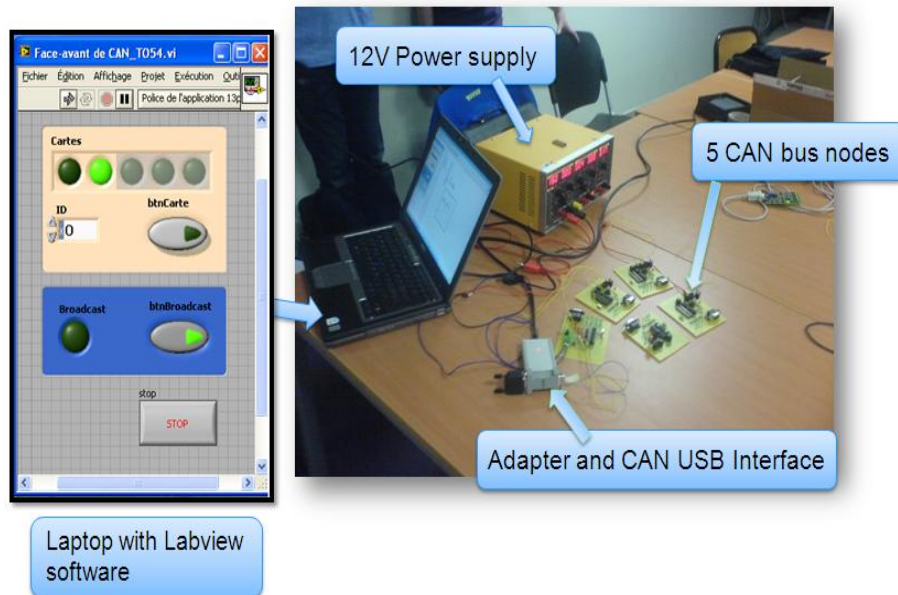 Face-avant de CAN_TO54.vi
Fichier Édition Affichage Projet Exécution Outi
Police de l'application 13p
Cartes
ID
btnCarte
0
Broadcast
btnBroadcast
stop
STOP
Laptop with Labview
software
12V Power supply
5 CAN bus nodes
Adapter and CAN USB Interface